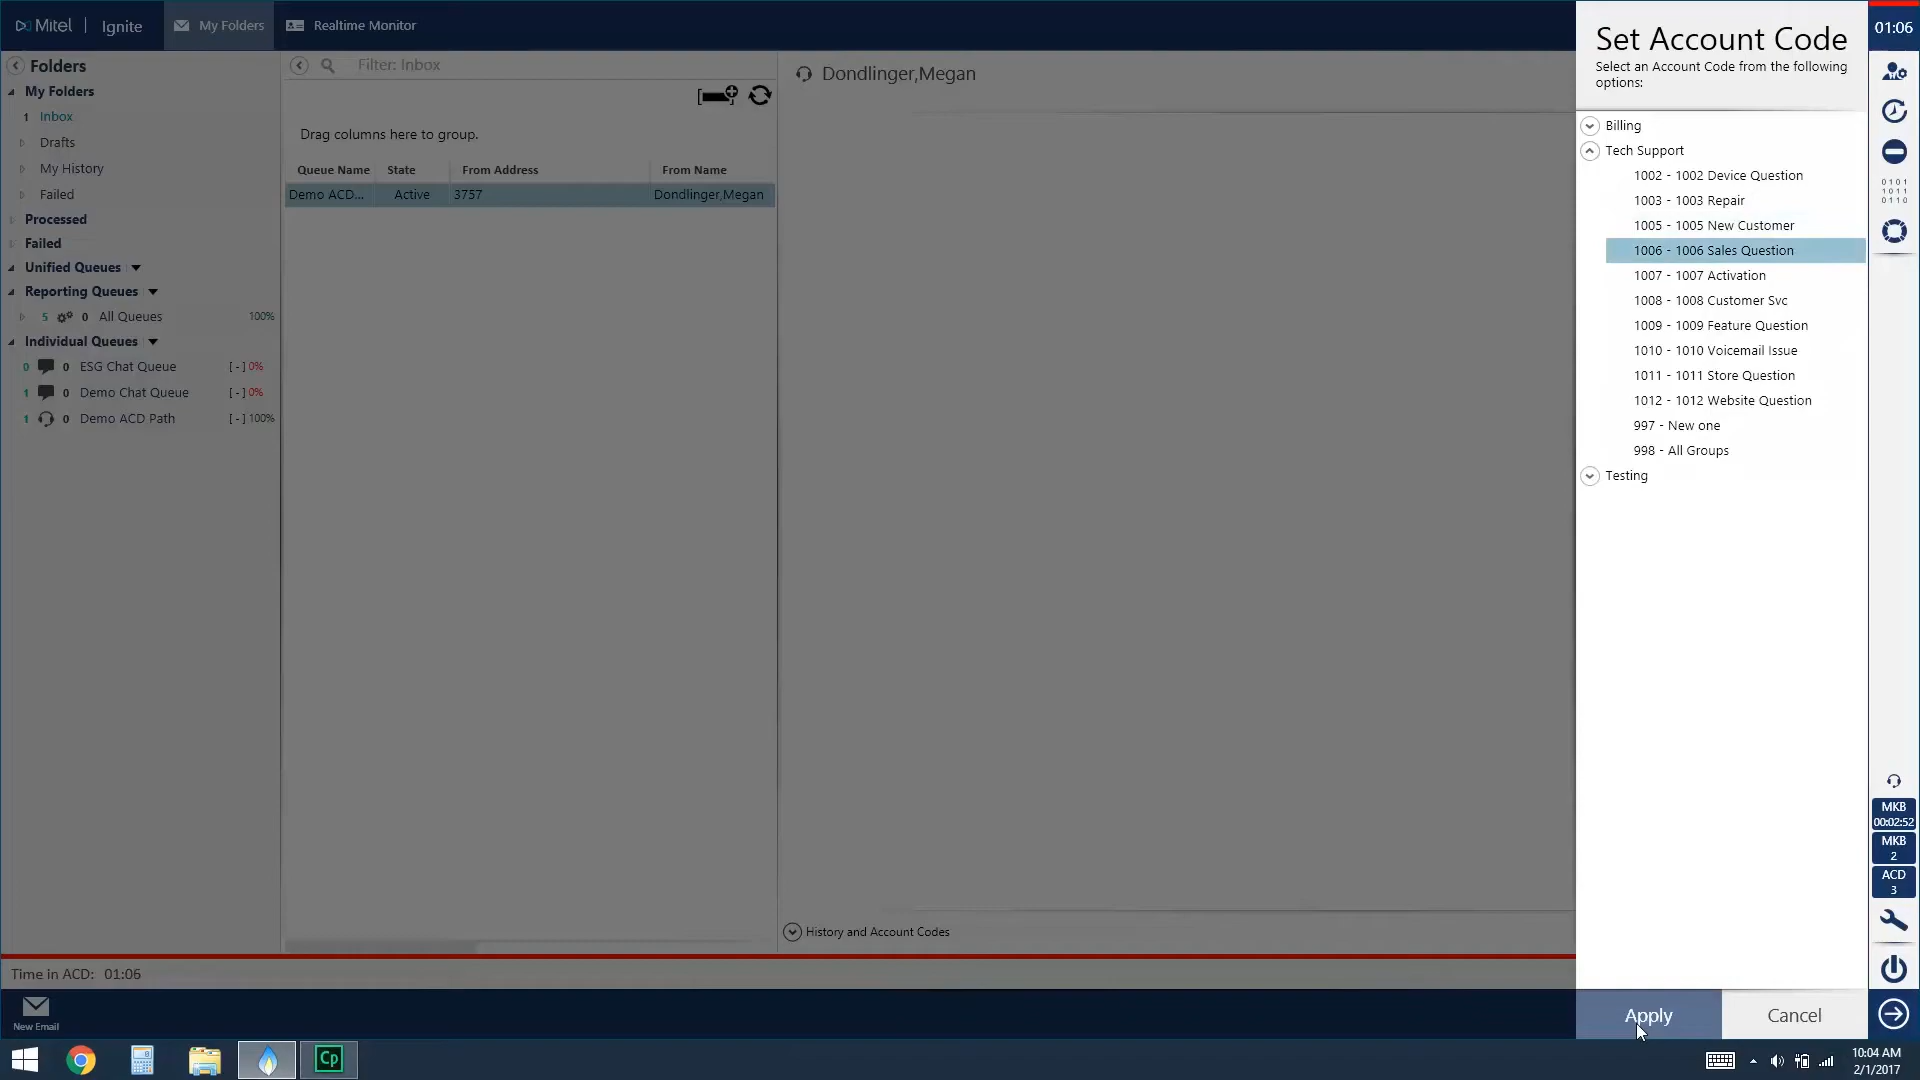 Mitel | Ignite
My Folders
Realtime Monitor
Folders
My Folders
1 Inbox
Drafts
My History
Failed
Processed
Failed
Unified Queues
Reporting Queues
5 0 All Queues 100%
Individual Queues
0 0 ESG Chat Queue [ - ] 0%
1 0 Demo Chat Queue [ - ] 0%
1 0 Demo ACD Path [ - ] 100%
Filter: Inbox
Drag columns here to group.
Queue Name State From Address From Name
Demo ACD... Active 3757 Dondlinger,Megan
Dondlinger,Megan
History and Account Codes
Time in ACD: 01:06
New Email
Set Account Code
Select an Account Code from the following
options:
Billing
Tech Support
1002 - 1002 Device Question
1003 - 1003 Repair
1005 - 1005 New Customer
1006 - 1006 Sales Question
1007 - 1007 Activation
1008 - 1008 Customer Svc
1009 - 1009 Feature Question
1010 - 1010 Voicemail Issue
1011 - 1011 Store Question
1012 - 1012 Website Question
997 - New one
998 - All Groups
Testing
Apply Cancel
01:06
0101
1011
0110
MKB
00:02:52
MKB
2
ACD
3
Cp
10:04 AM
2/1/2017